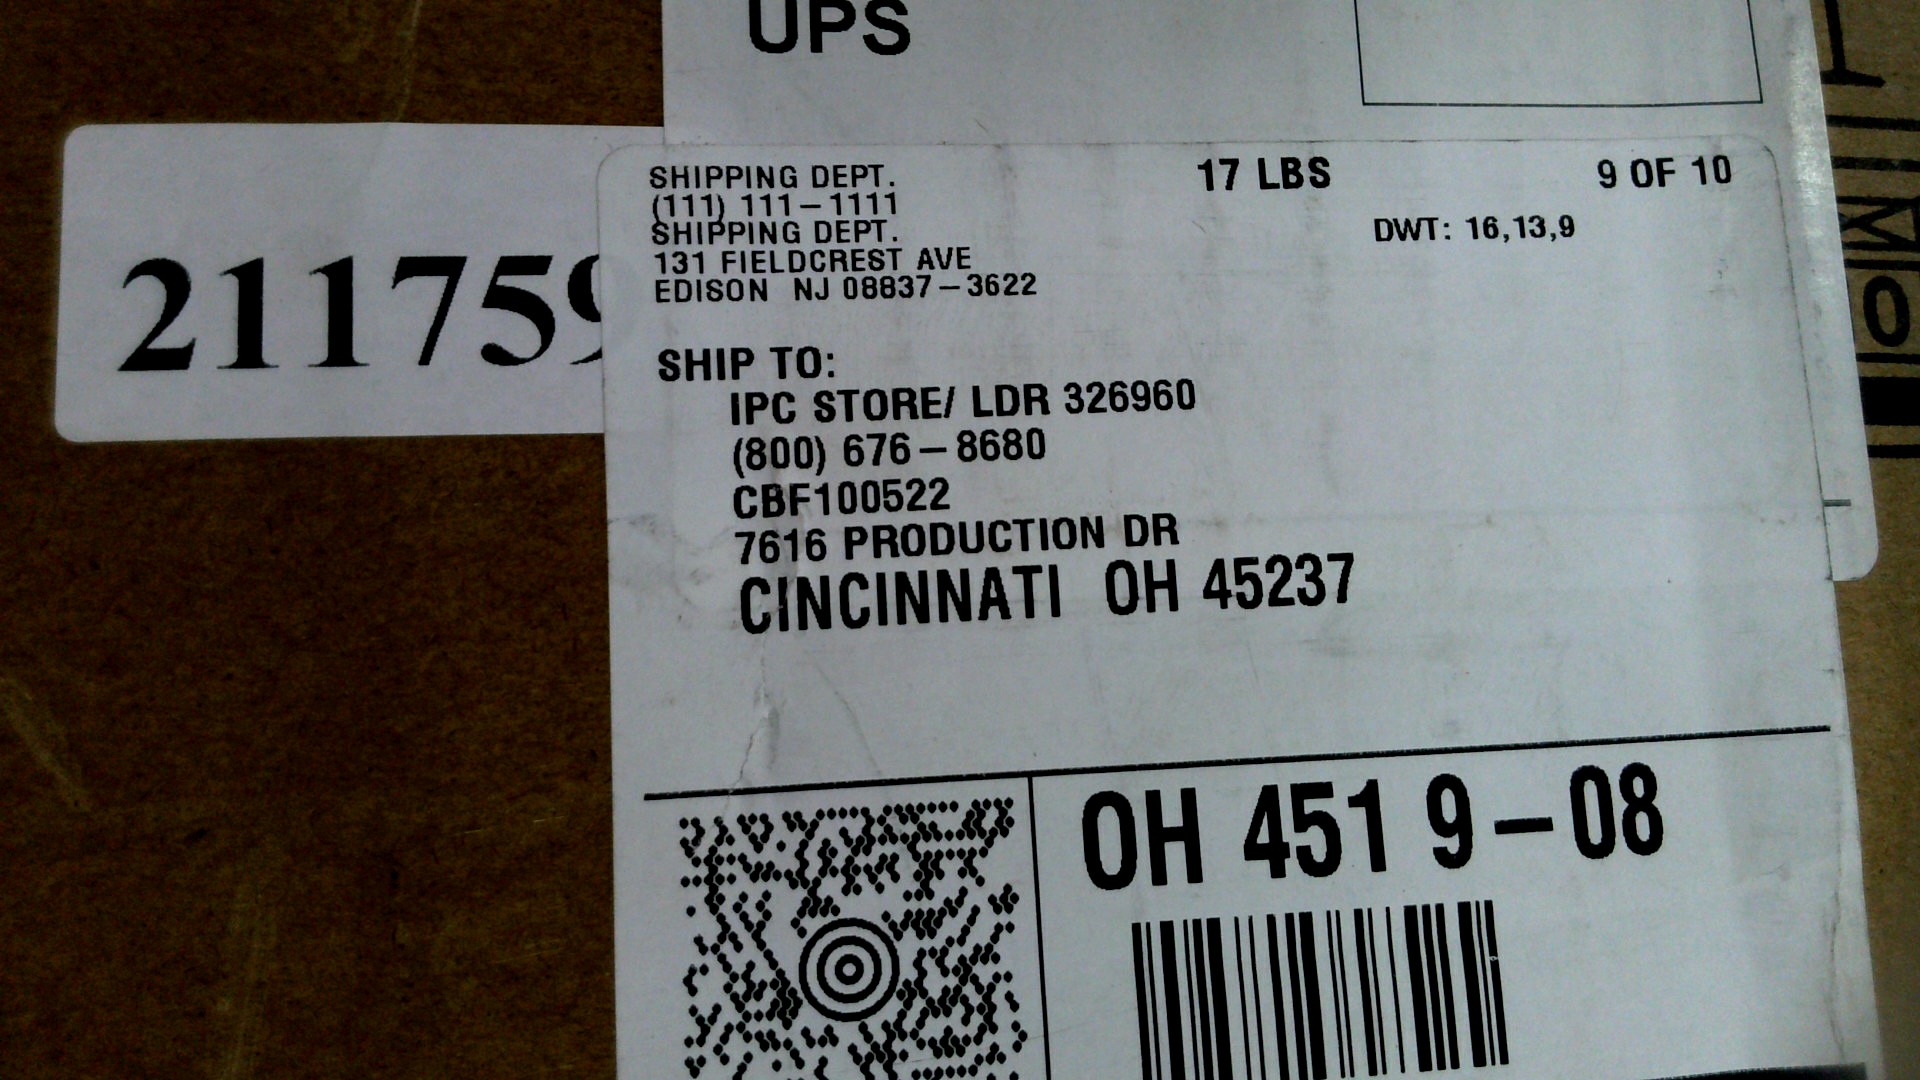 UPS
211759
SHIPPING DEPT.
(111) 111-1111
SHIPPING DEPT.
131 FIELDCREST AVE
EDISON NJ 08837-3622
17 LBS
9 OF 10
DWT: 16,13,9
SHIP TO:
IPC STORE/ LDR 326960
(800) 676-8680
CBF100522
7616 PRODUCTION DR
CINCINNATI OH 45237
OH 451 9-08